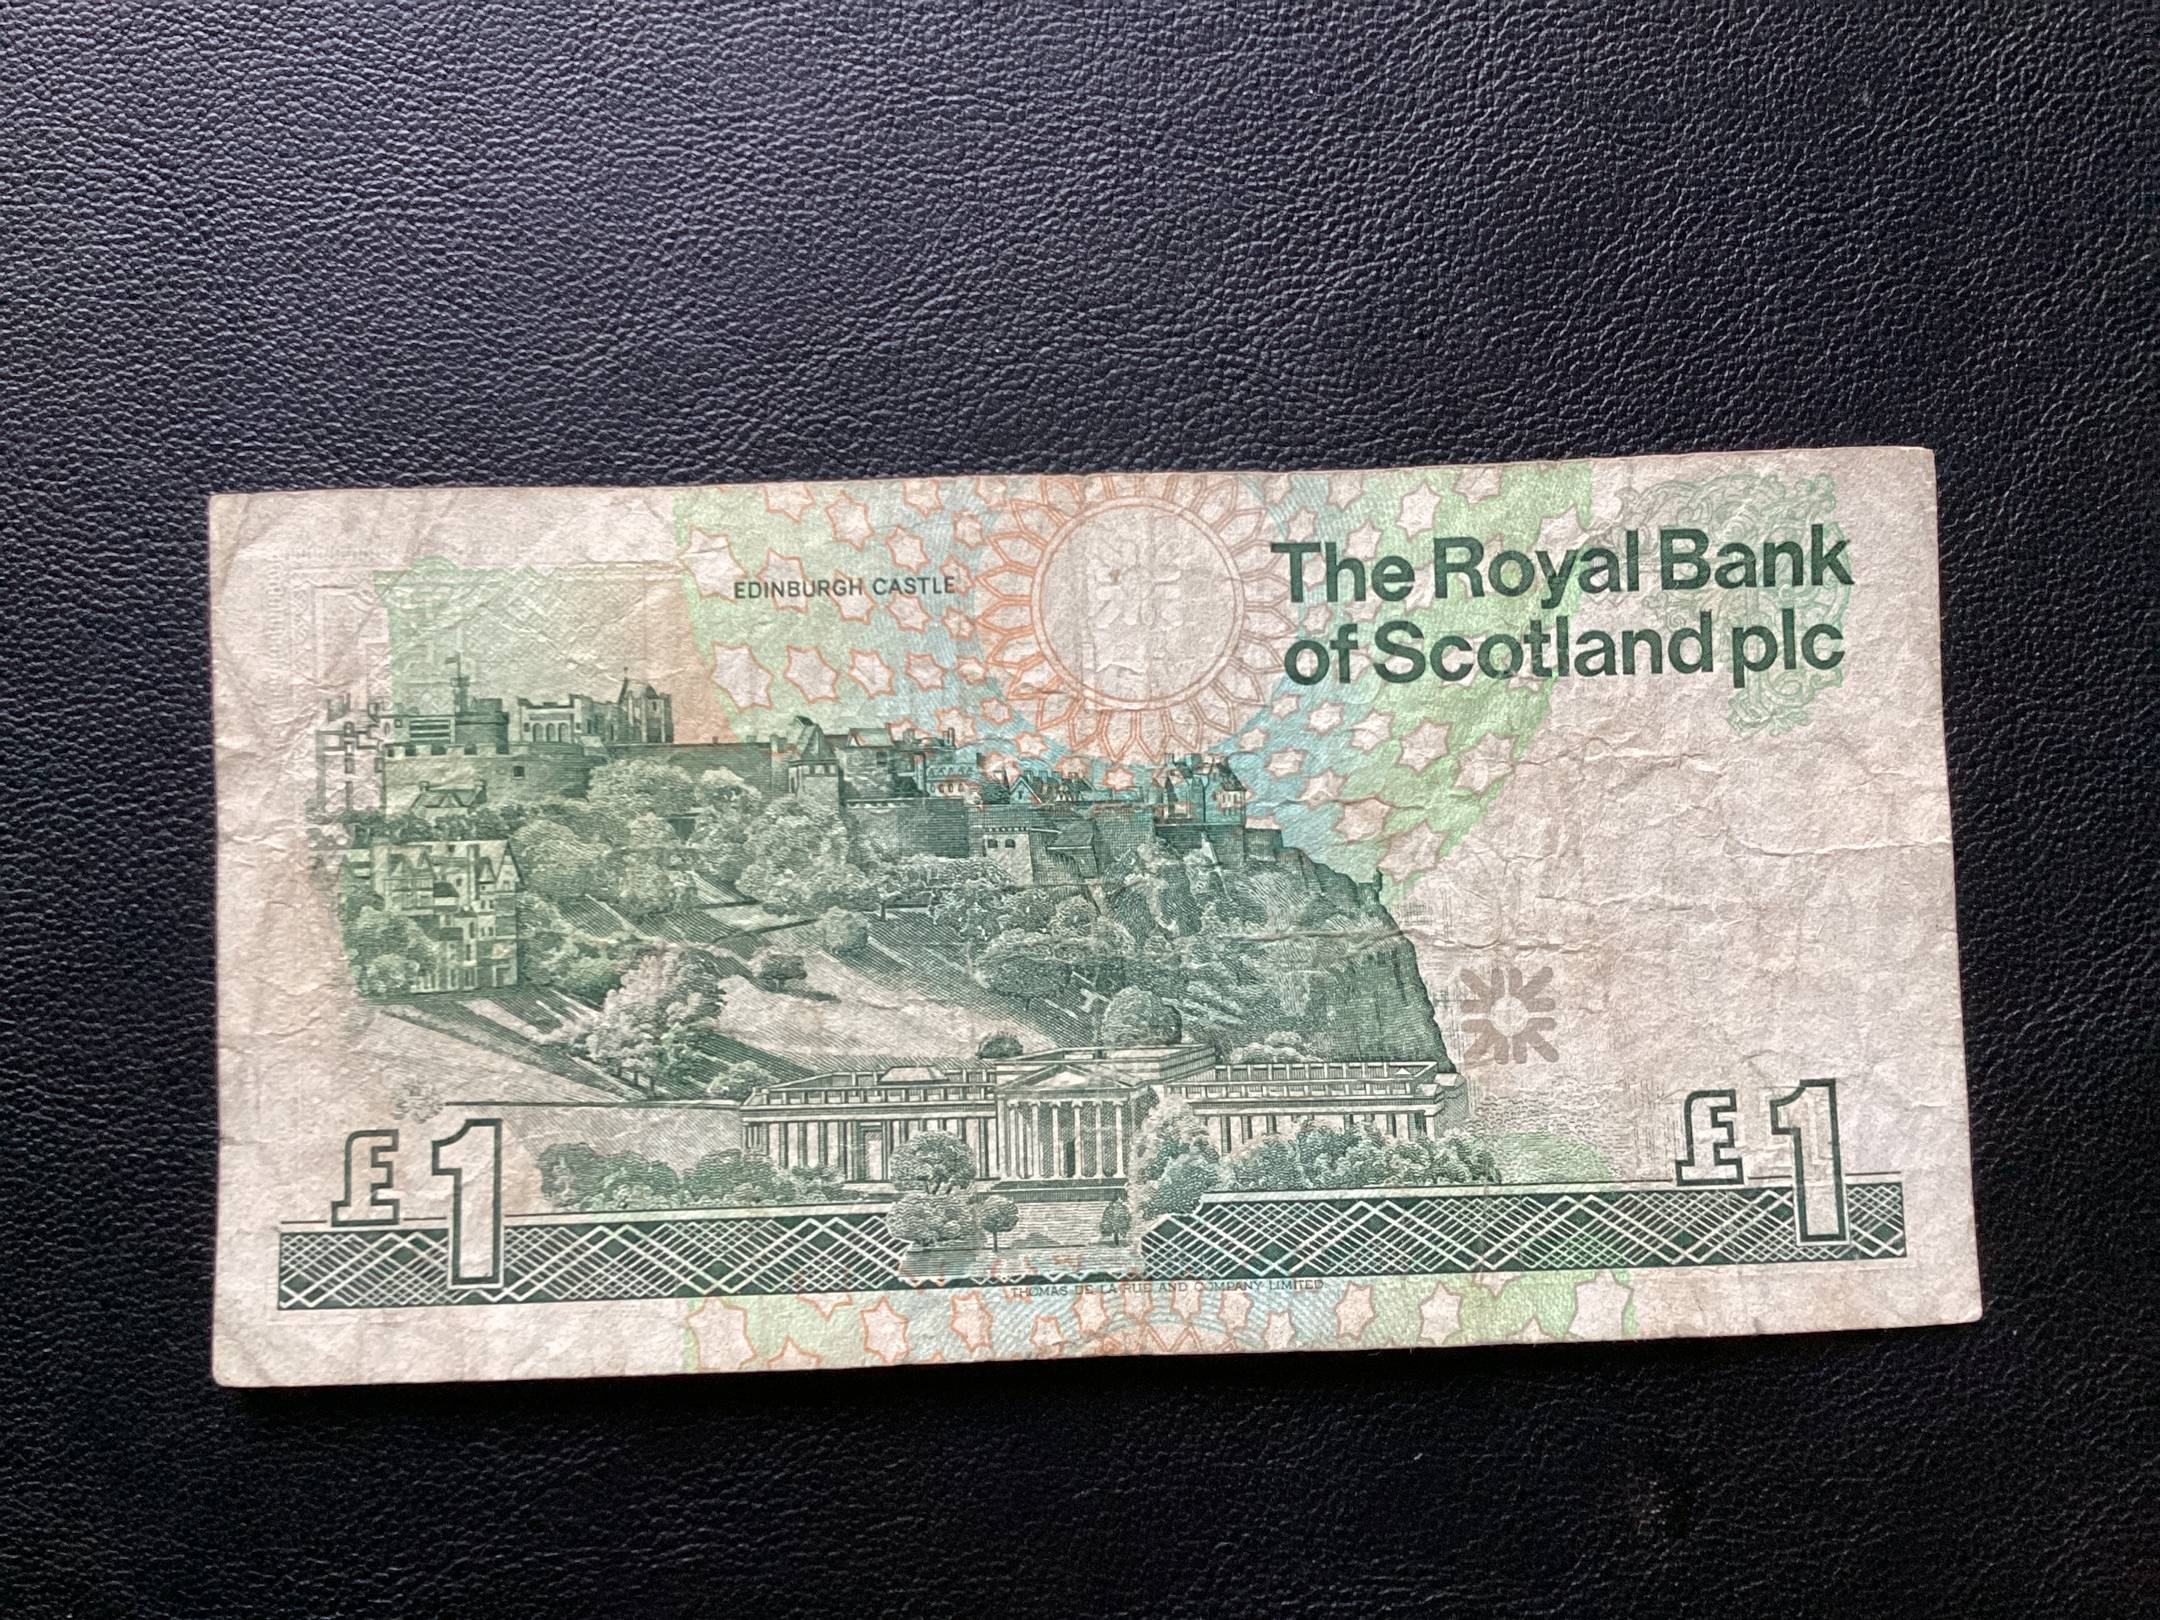 EDINBURGH CASTLE
The Royal Bank
of Scotland plc
£1
£1
THOMAS DE LA RUE AND COMPANY LIMITED